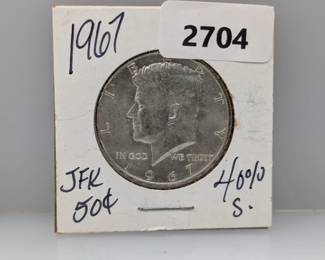 1967
2704
LIBERTY
IN GOD WE TRUST
1967
JFK
50¢
40%
S.